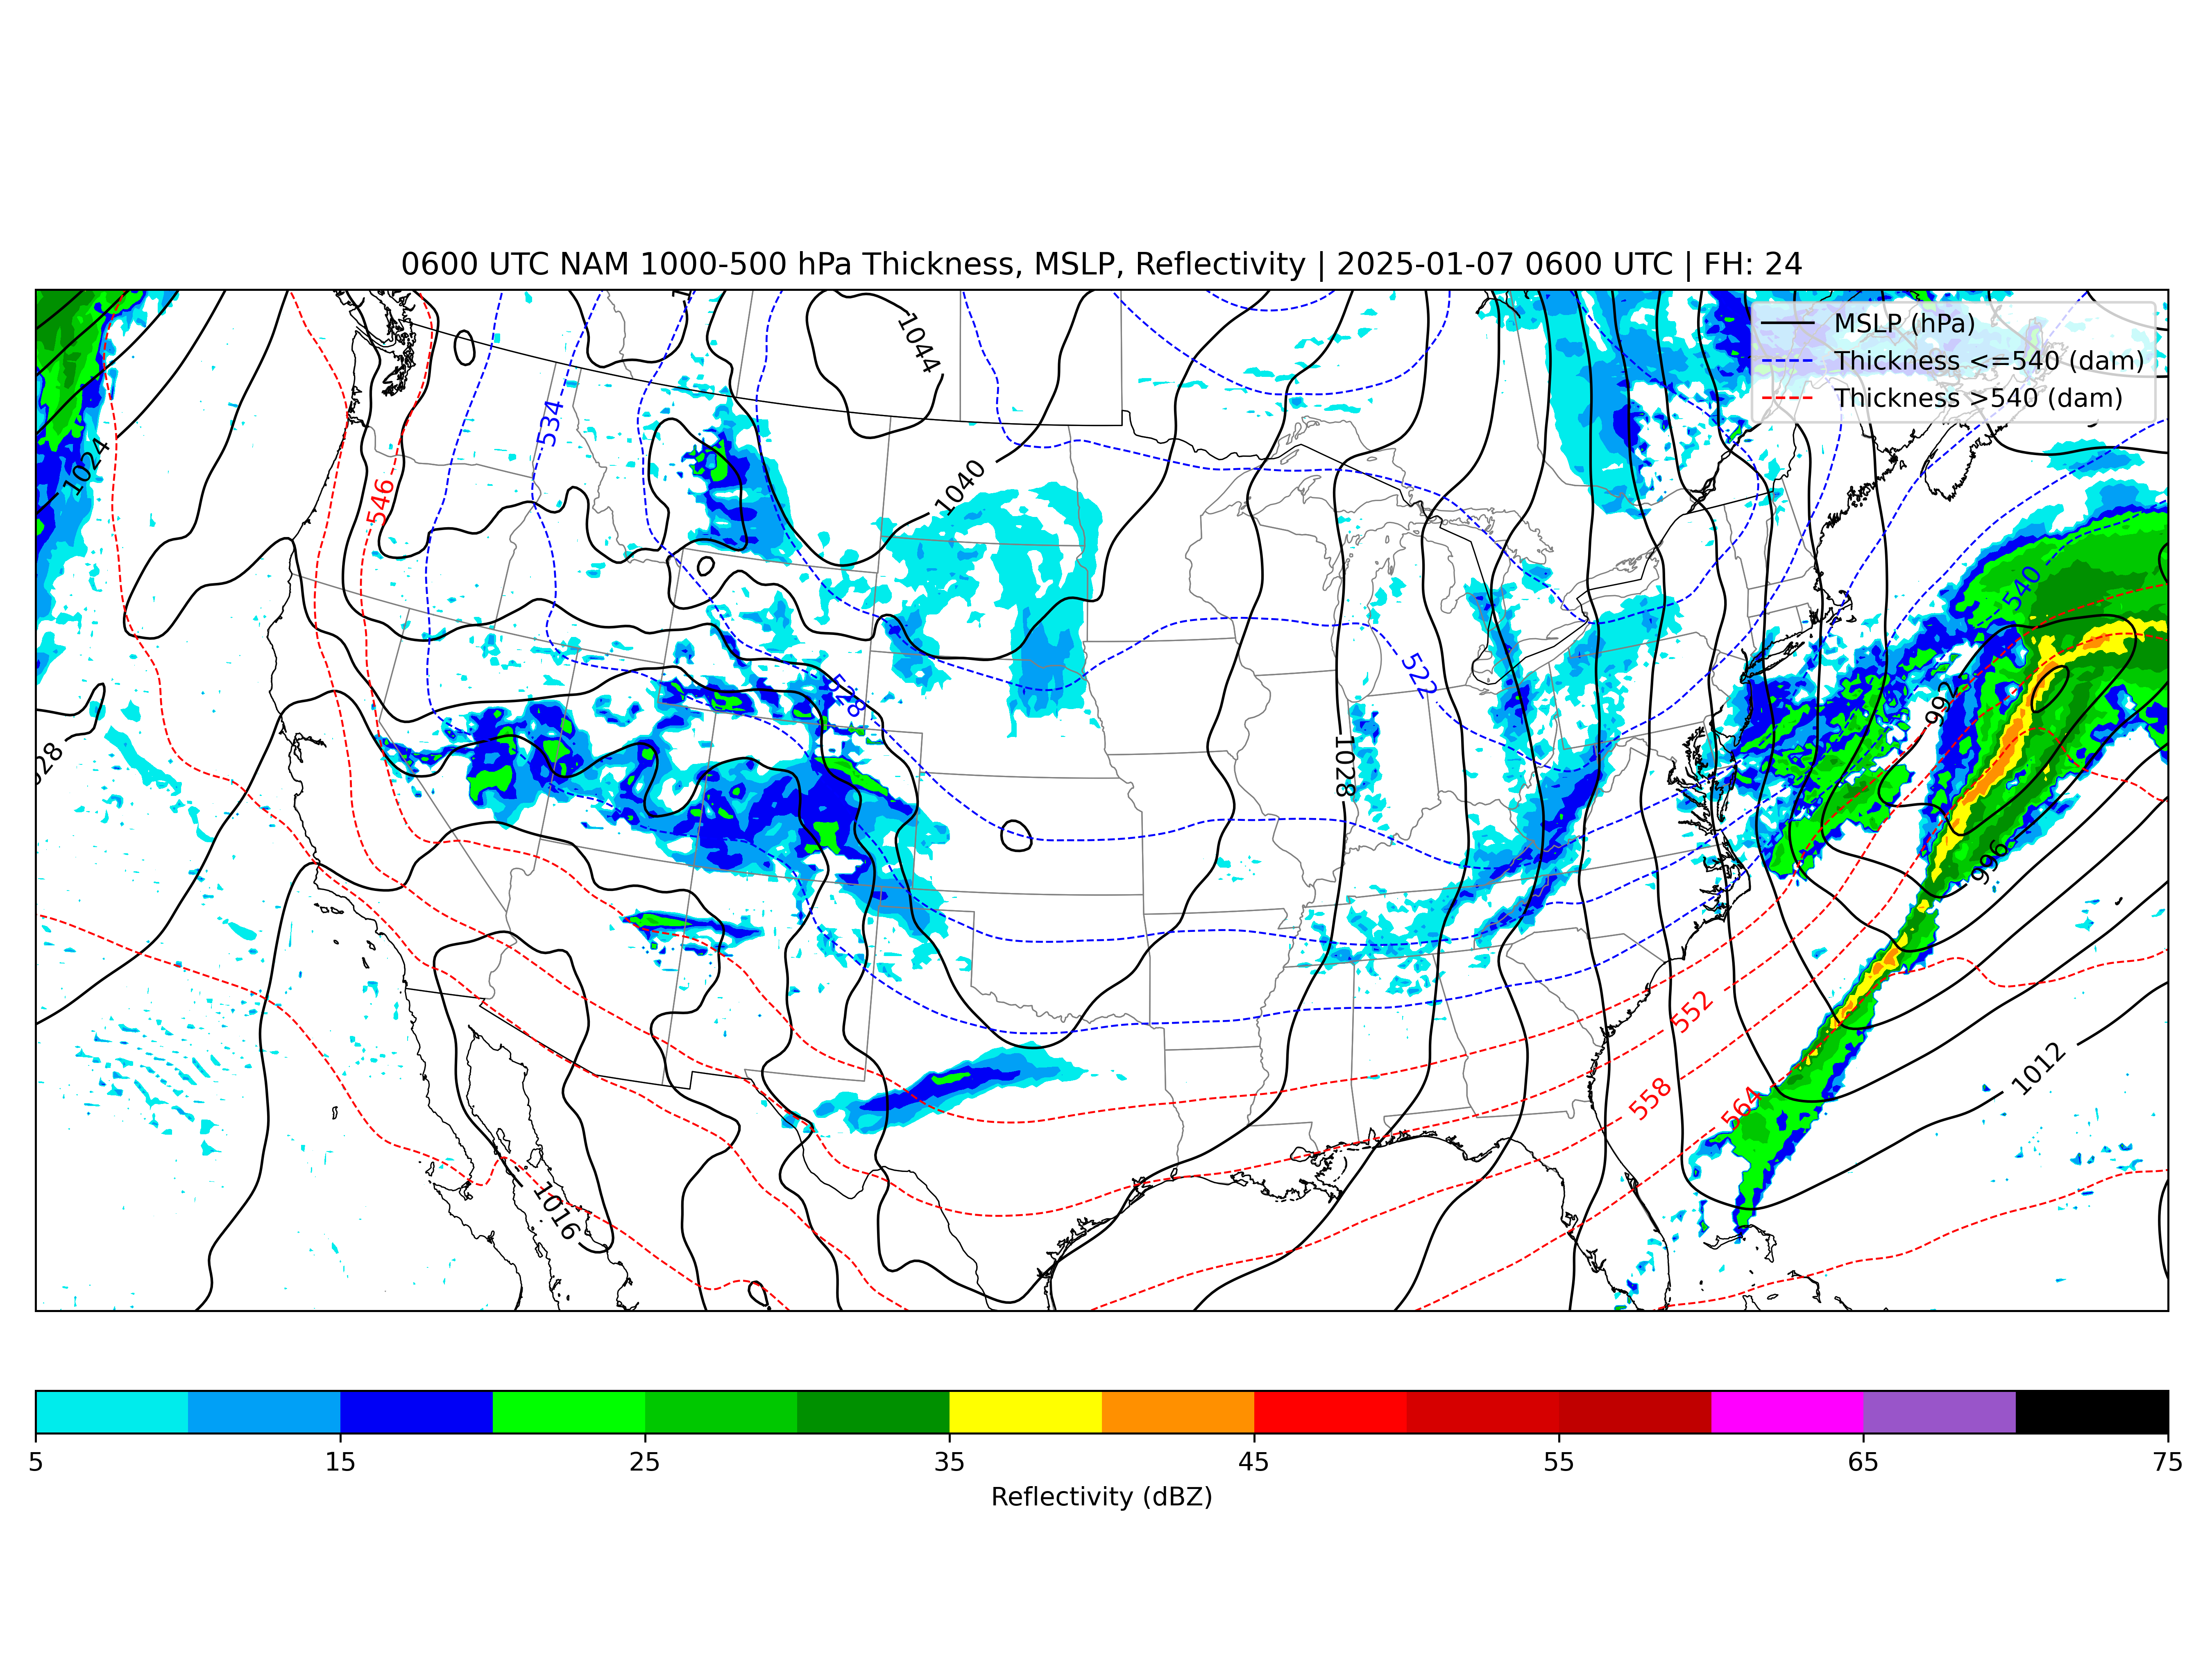 0600 UTC NAM 1000-500 hPa Thickness, MSLP, Reflectivity | 2025-01-07 0600 UTC | FH: 24
MSLP (hPa)
Thickness <=540 (dam)
Thickness >540 (dam)
1044
534
1024
1040
546
540
522
528
992
1028
996
552
1012
558
564
1016
5 15 25 35 45 55 65 75
Reflectivity (dBZ)